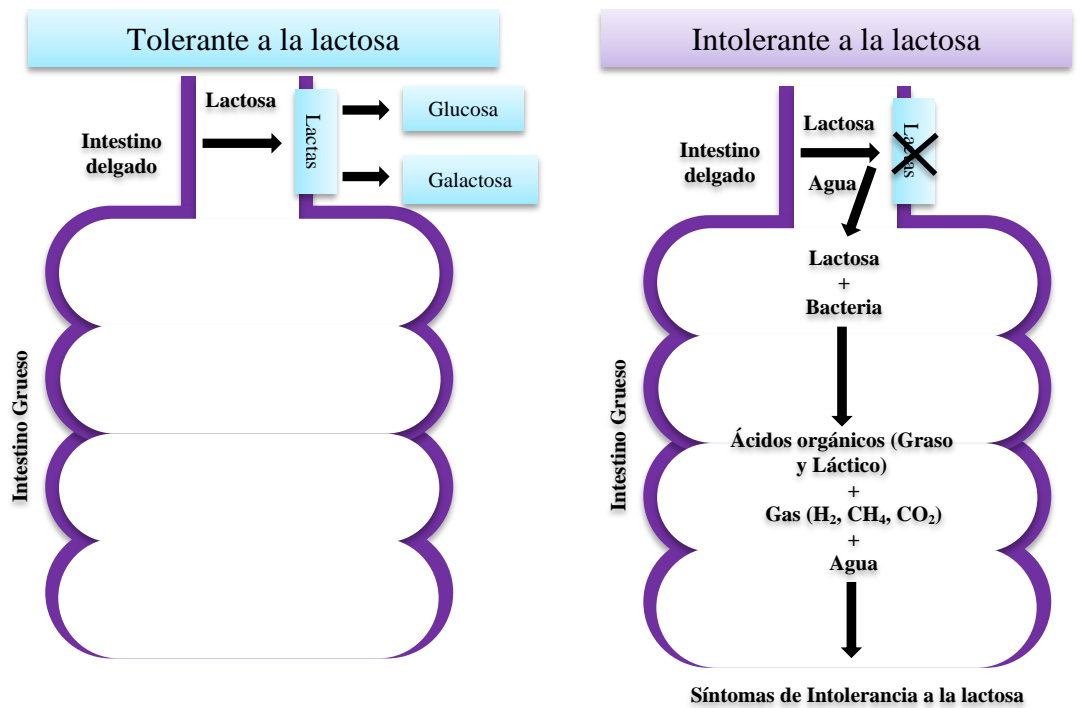 Tolerante a la lactosa
Lactosa
Intestino
delgado
Lactas
Glucosa
Galactosa
Intestino Grueso
Intolerante a la lactosa
Lactosa
Intestino
delgado
Agua
Lactas
Lactosa
+
Bacteria
Intestino Grueso
Ácidos orgánicos (Graso
y Láctico)
+
Gas (H₂, CH₄, CO₂)
+
Agua
Síntomas de Intolerancia a la lactosa